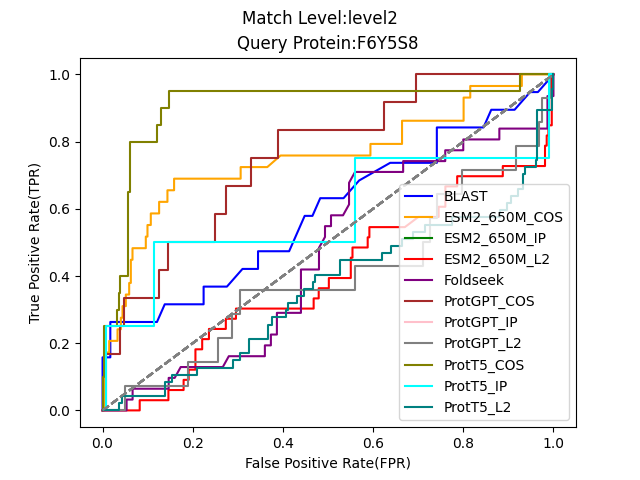 Match Level:level2
Query Protein:F6Y5S8
True Positive Rate(TPR)
1.0
0.8
0.6
0.4
0.2
0.0
BLAST
ESM2_650M_COS
ESM2_650M_IP
ESM2_650M_L2
Foldseek
ProtGPT_COS
ProtGPT_IP
ProtGPT_L2
ProtT5_COS
ProtT5_IP
ProtT5_L2
0.0 0.2 0.4 0.6 0.8 1.0
False Positive Rate(FPR)